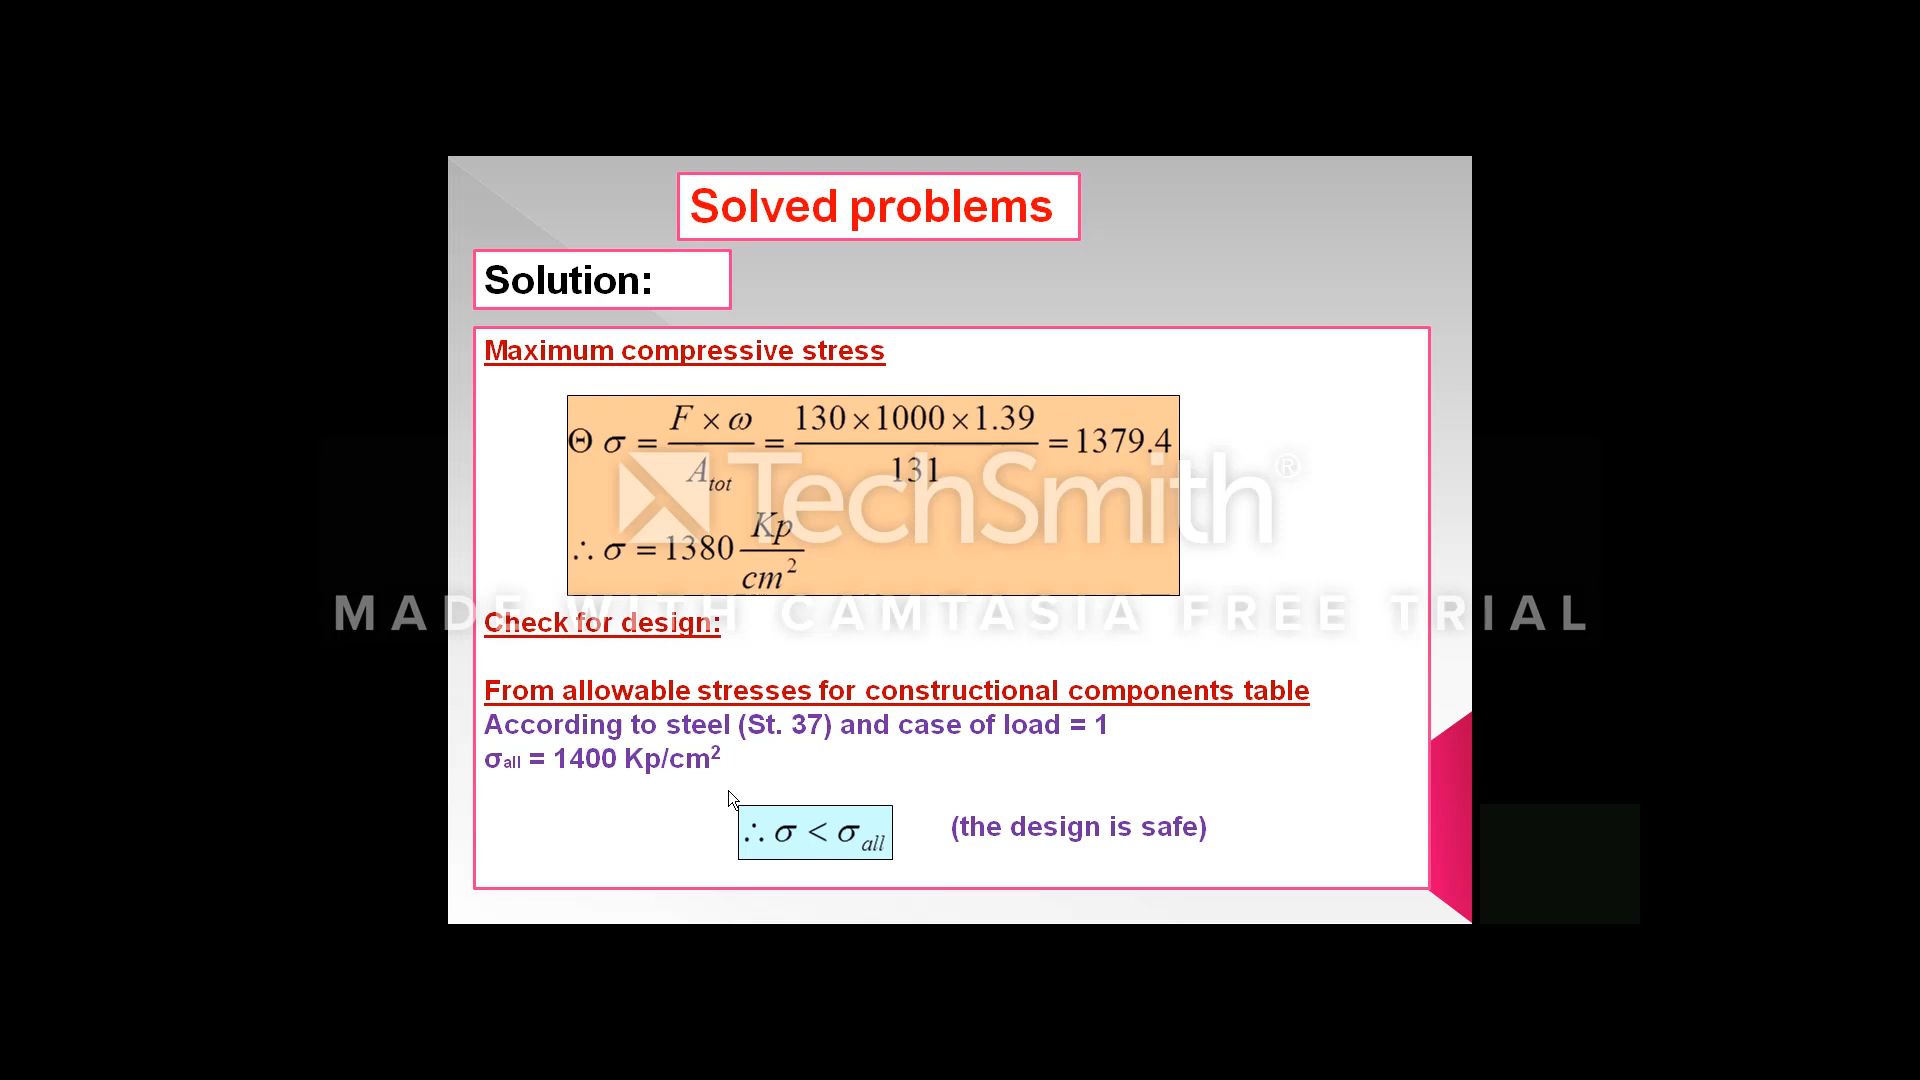 Solved problems
Solution:
Maximum compressive stress
Θ σ = F × ω / A_tot = 130 × 1000 × 1.39 / 131 = 1379.4
∴ σ = 1380 Kp / cm²
TechSmith®
MADE WITH CAMTASIA FREE TRIAL
Check for design:
From allowable stresses for constructional components table
According to steel (St. 37) and case of load = 1
σall = 1400 Kp/cm²
∴ σ < σ_all (the design is safe)